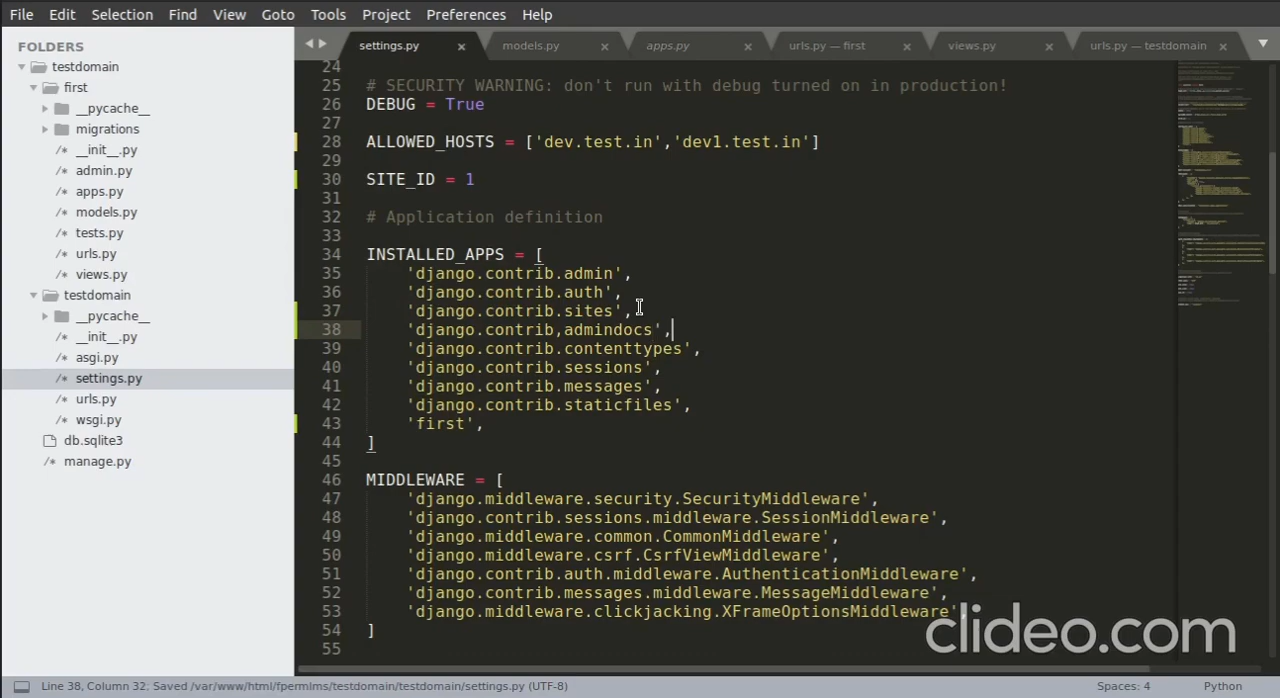 File Edit Selection Find View Goto Tools Project Preferences Help
FOLDERS
testdomain
first
__pycache__
migrations
__init__.py
admin.py
apps.py
models.py
tests.py
urls.py
views.py
testdomain
__pycache__
__init__.py
asgi.py
settings.py
urls.py
wsgi.py
db.sqlite3
manage.py
settings.py models.py apps.py urls.py — first views.py urls.py — testdomain
24
25 # SECURITY WARNING: don't run with debug turned on in production!
26 DEBUG = True
27
28 ALLOWED_HOSTS = ['dev.test.in','dev1.test.in']
29
30 SITE_ID = 1
31
32 # Application definition
33
34 INSTALLED_APPS = [
35 'django.contrib.admin',
36 'django.contrib.auth',
37 'django.contrib.sites',
38 'django.contrib,admindocs',
39 'django.contrib.contenttypes',
40 'django.contrib.sessions',
41 'django.contrib.messages',
42 'django.contrib.staticfiles',
43 'first',
44 ]
45
46 MIDDLEWARE = [
47 'django.middleware.security.SecurityMiddleware',
48 'django.contrib.sessions.middleware.SessionMiddleware',
49 'django.middleware.common.CommonMiddleware',
50 'django.middleware.csrf.CsrfViewMiddleware',
51 'django.contrib.auth.middleware.AuthenticationMiddleware',
52 'django.contrib.messages.middleware.MessageMiddleware',
53 'django.middleware.clickjacking.XFrameOptionsMiddleware',
54 ]
55
clideo.com
Line 38, Column 32; Saved /var/www/html/fpermlms/testdomain/testdomain/settings.py (UTF-8) Spaces: 4 Python